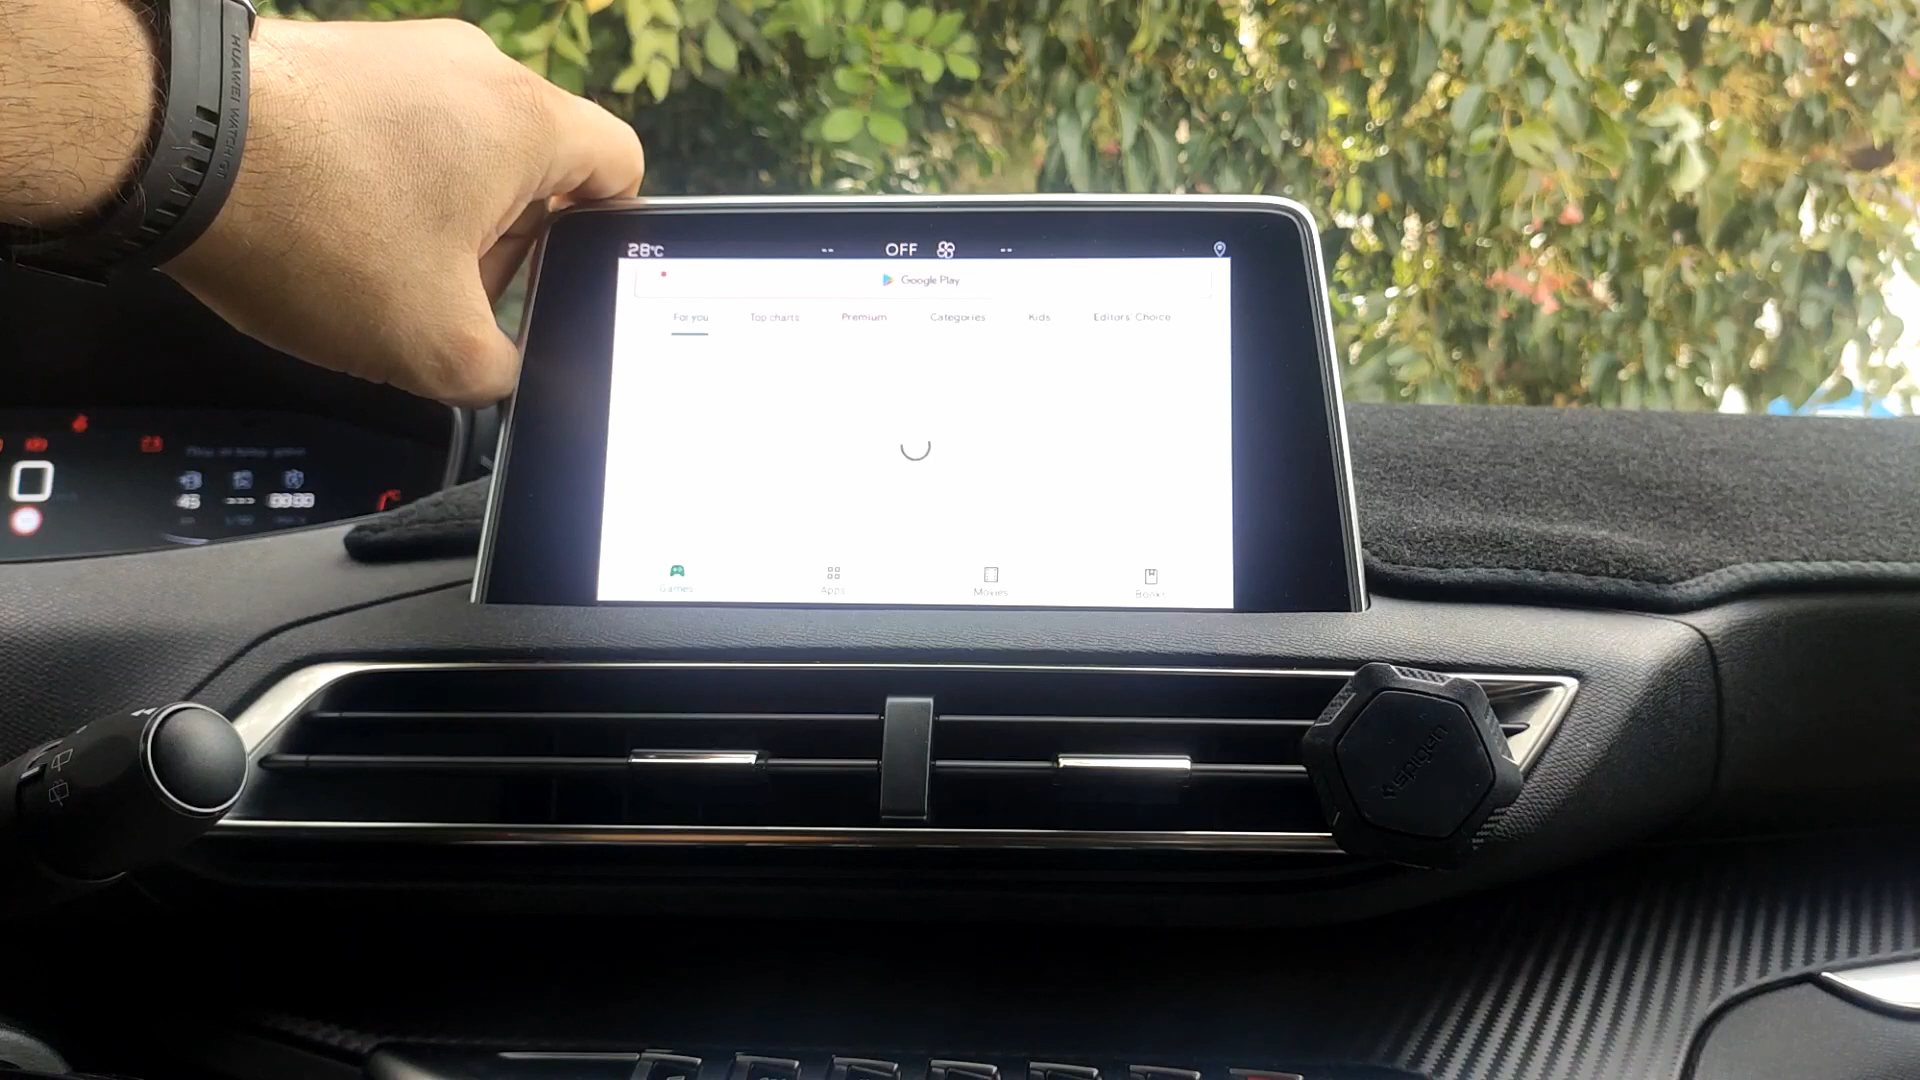 HUAWEI WATCH GT
28°C -- OFF --
Google Play
For you Top charts Premium Categories Kids Editors' Choice
Games Apps Movies Books
spigen